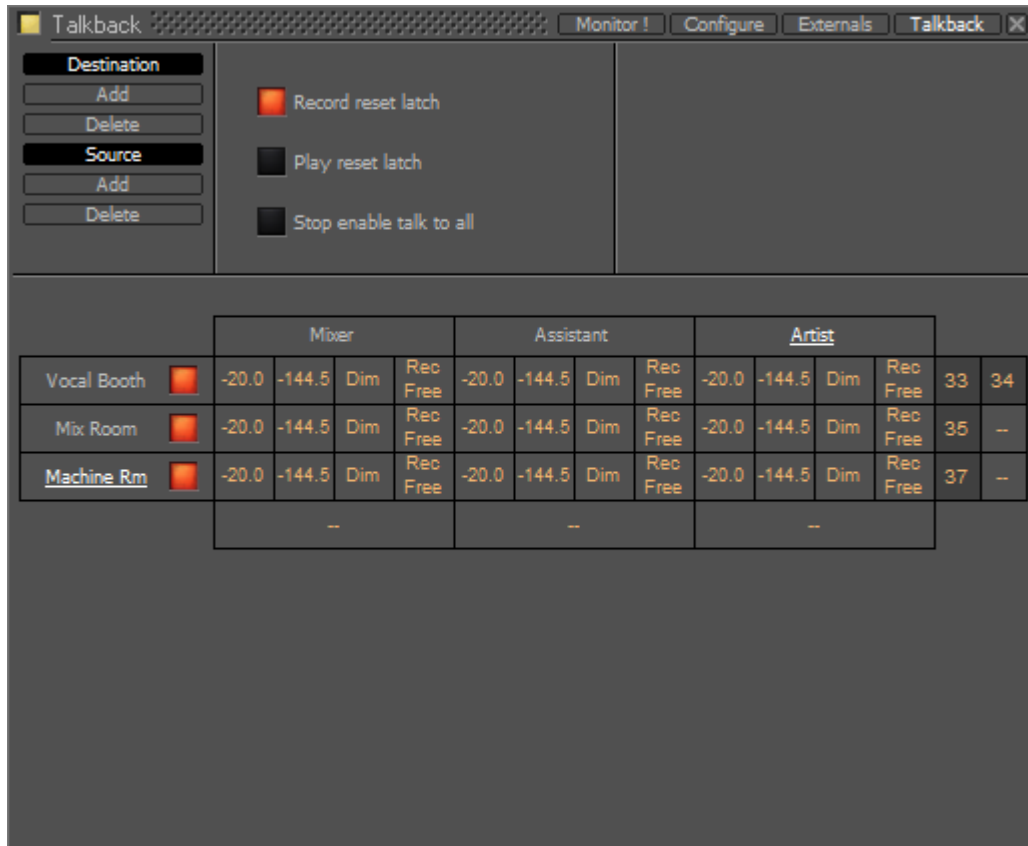 Talkback Monitor ! Configure Externals Talkback
Destination
Add
Delete
Source
Add
Delete
Record reset latch
Play reset latch
Stop enable talk to all
Mixer Assistant Artist
Vocal Booth -20.0 -144.5 Dim Rec Free -20.0 -144.5 Dim Rec Free -20.0 -144.5 Dim Rec Free 33 34
Mix Room -20.0 -144.5 Dim Rec Free -20.0 -144.5 Dim Rec Free -20.0 -144.5 Dim Rec Free 35 --
Machine Rm -20.0 -144.5 Dim Rec Free -20.0 -144.5 Dim Rec Free -20.0 -144.5 Dim Rec Free 37 --
-- -- --